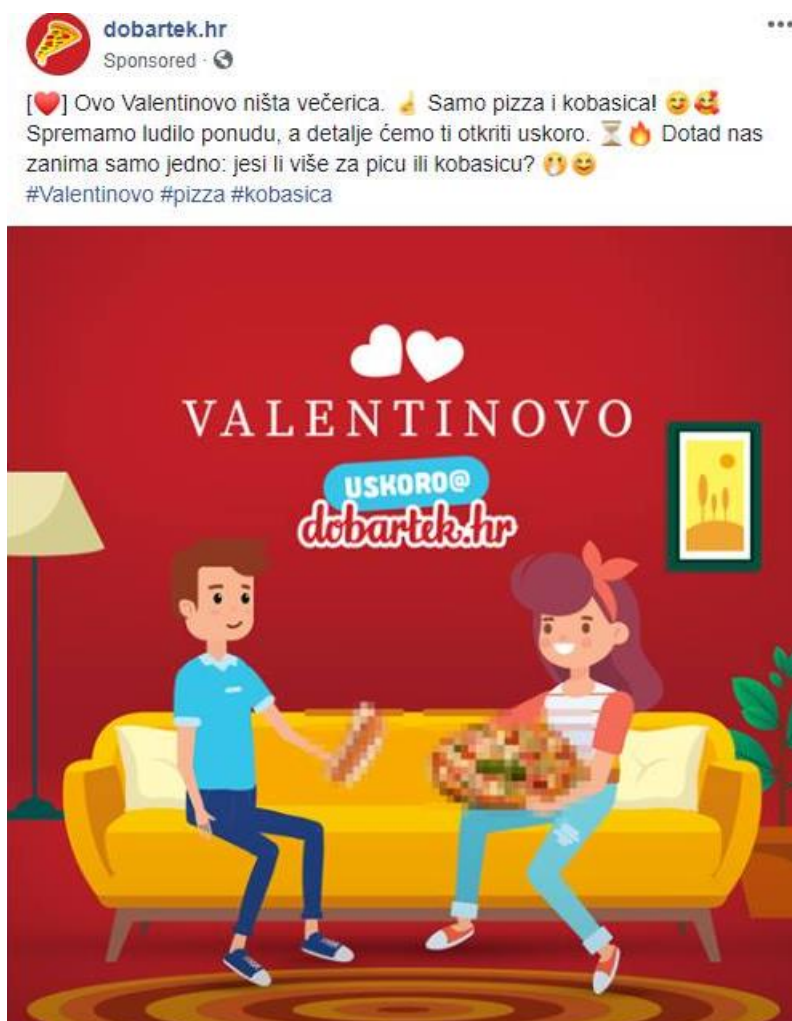 dobartek.hr
Sponsored ·
[❤️] Ovo Valentinovo ništa večerica. ☝️ Samo pizza i kobasica! 😏🥰
Spremamo ludilo ponudu, a detalje ćemo ti otkriti uskoro. ⏳🔥 Dotad nas
zanima samo jedno: jesi li više za picu ili kobasicu? 🤭😊
#Valentinovo #pizza #kobasica
VALENTINOVO
USKORO@
dobartek.hr